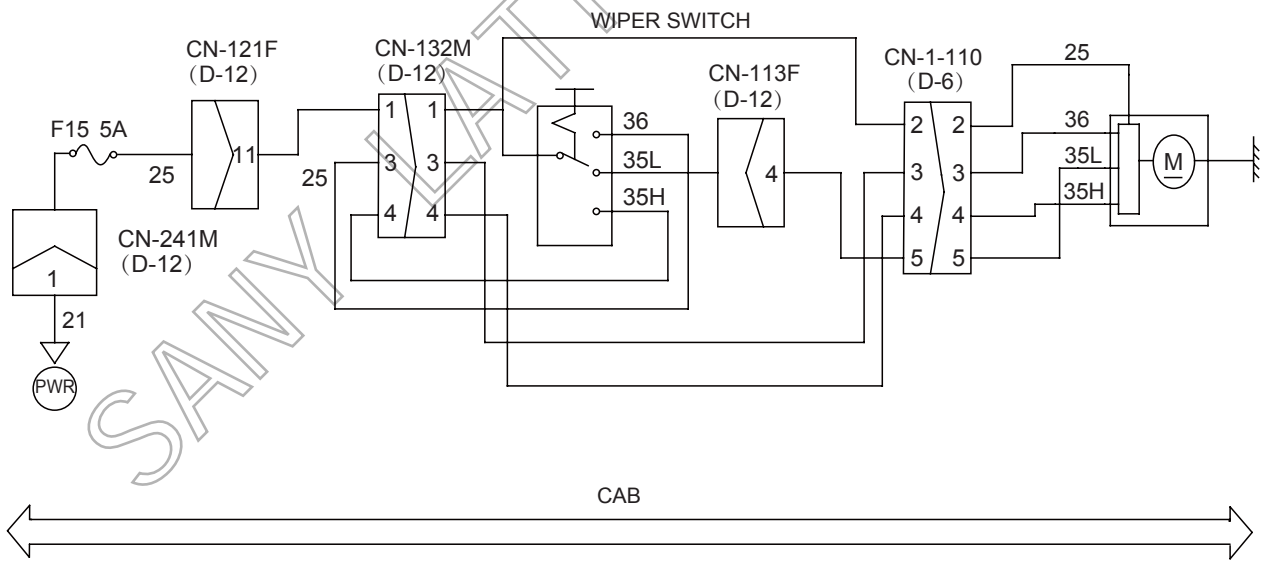 WIPER SWITCH
CN-121F
(D-12)
CN-132M
(D-12)
CN-113F
(D-12)
CN-1-110
(D-6)
25
F15 5A
25
11
1 1
3 3
4 4
25
36
35L
35H
4
2 2
3 3
4 4
5 5
36
35L
35H
M
CN-241M
(D-12)
1
21
PWR
CAB
SANY LAT